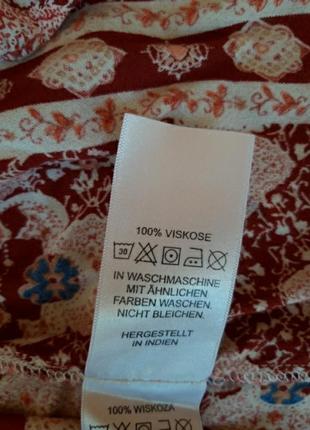 100% VISKOSE
30
IN WASCHMASCHINE
MIT ÄHNLICHEN
FARBEN WASCHEN.
NICHT BLEICHEN.
HERGESTELLT
IN INDIEN
100% WISKOZA